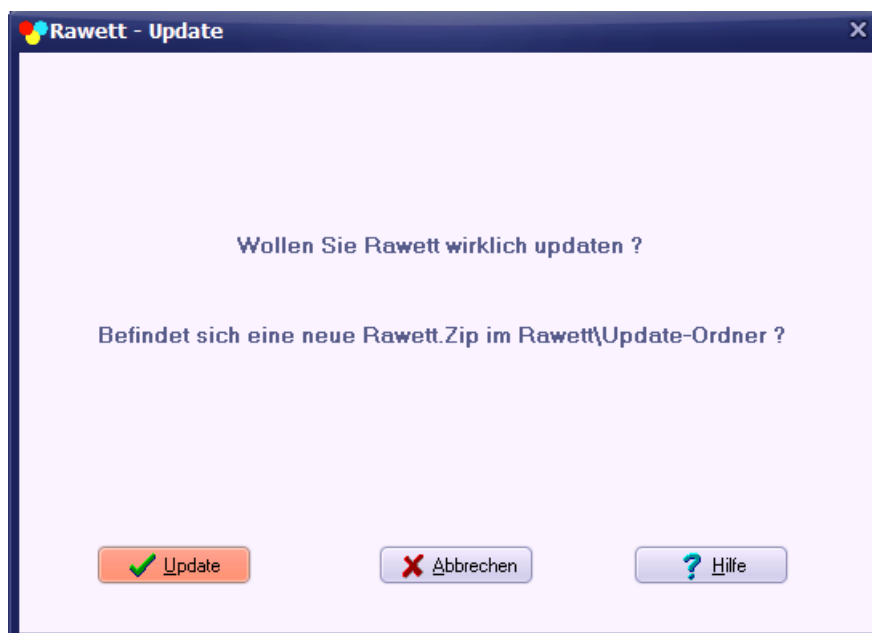 Rawett - Update
Wollen Sie Rawett wirklich updaten ?
Befindet sich eine neue Rawett.Zip im Rawett\Update-Ordner ?
Update
Abbrechen
Hilfe